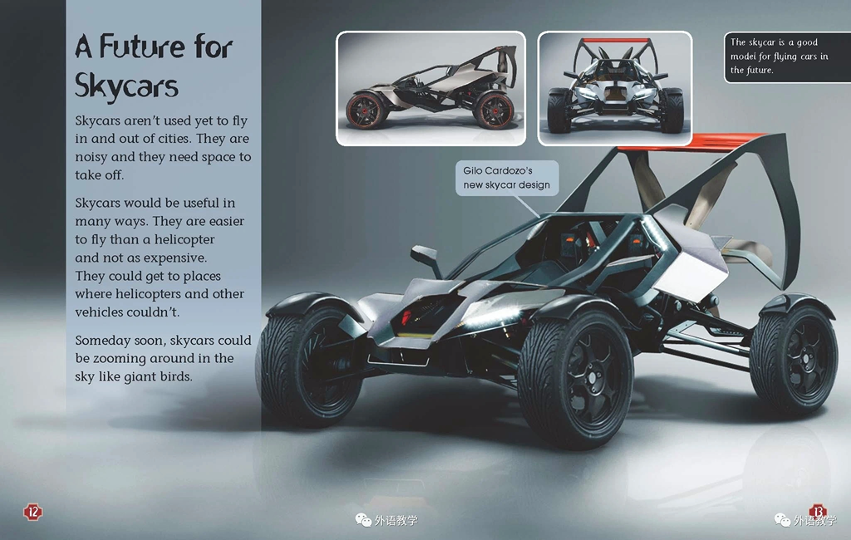 A Future for
Skycars
Skycars aren't used yet to fly
in and out of cities. They are
noisy and they need space to
take off.
Skycars would be useful in
many ways. They are easier
to fly than a helicopter
and not as expensive.
They could get to places
where helicopters and other
vehicles couldn't.
Someday soon, skycars could
be zooming around in the
sky like giant birds.
The skycar is a good
model for flying cars in
the future.
Gilo Cardozo's
new skycar design
12
外语教学
13
外语教学